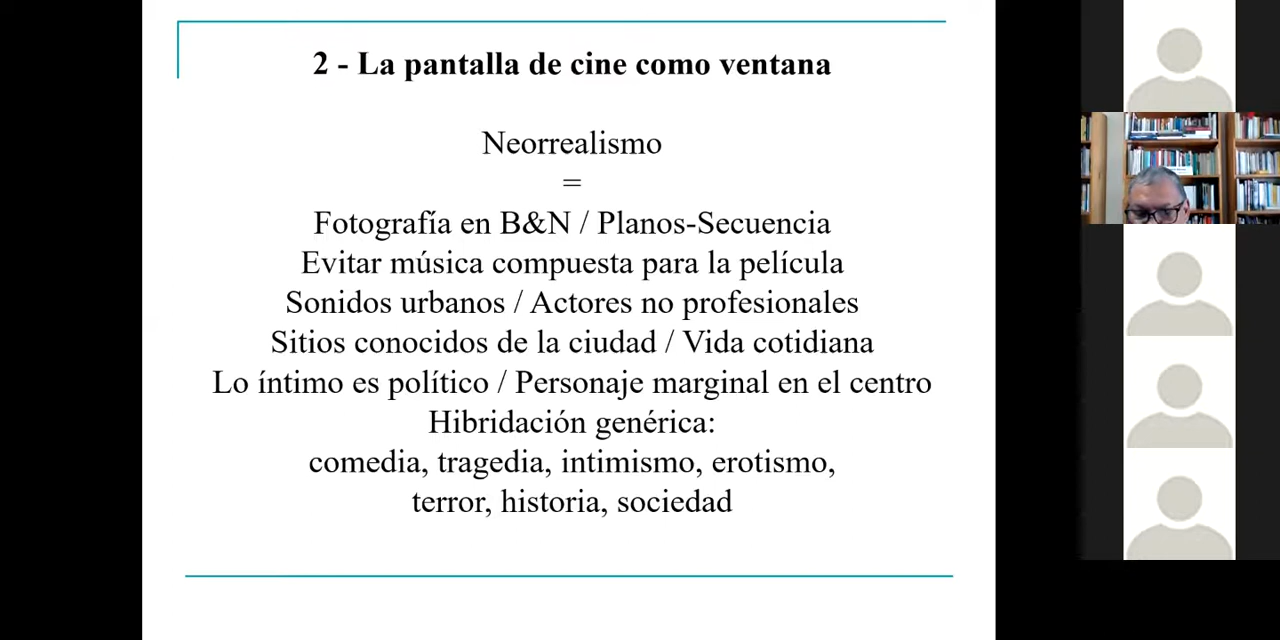 2 - La pantalla de cine como ventana
Neorrealismo
=
Fotografía en B&N / Planos-Secuencia
Evitar música compuesta para la película
Sonidos urbanos / Actores no profesionales
Sitios conocidos de la ciudad / Vida cotidiana
Lo íntimo es político / Personaje marginal en el centro
Hibridación genérica:
comedia, tragedia, intimismo, erotismo,
terror, historia, sociedad